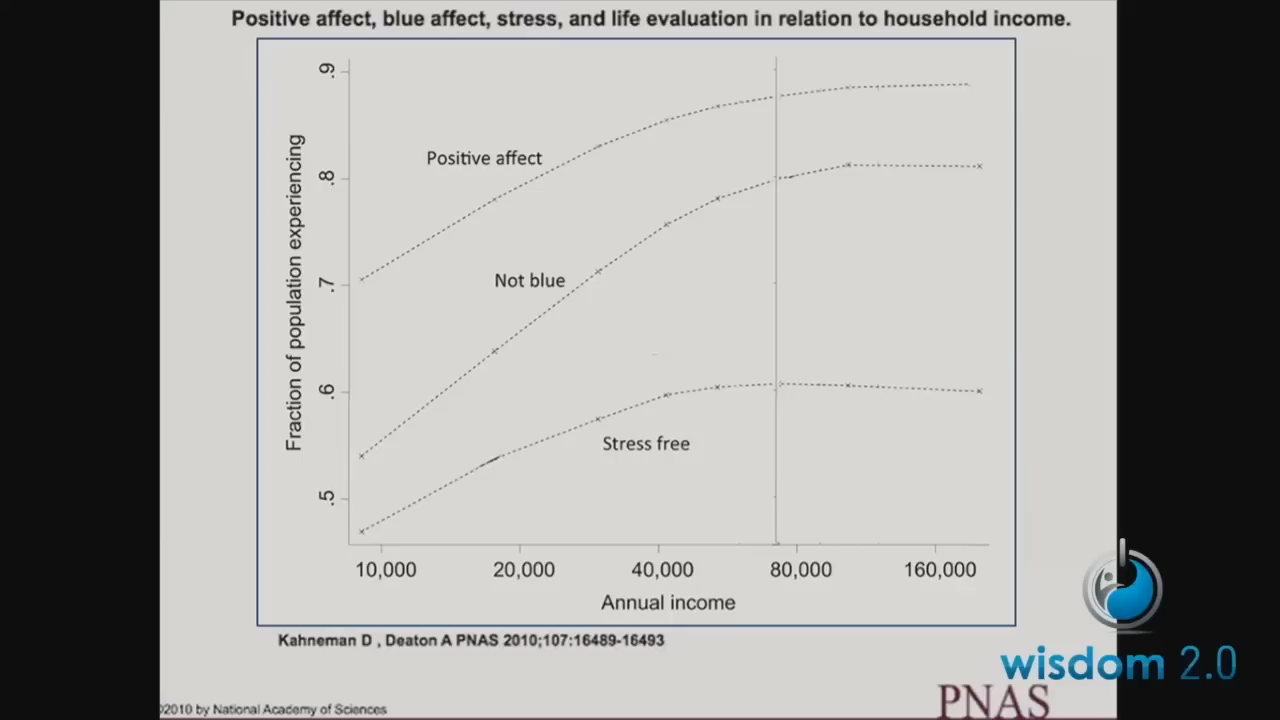 Positive affect, blue affect, stress, and life evaluation in relation to household income.
.9
.8
.7
.6
.5
Fraction of population experiencing
Positive affect
Not blue
Stress free
10,000 20,000 40,000 80,000 160,000
Annual income
Kahneman D , Deaton A PNAS 2010;107:16489-16493
wisdom 2.0
PNAS
©2010 by National Academy of Sciences